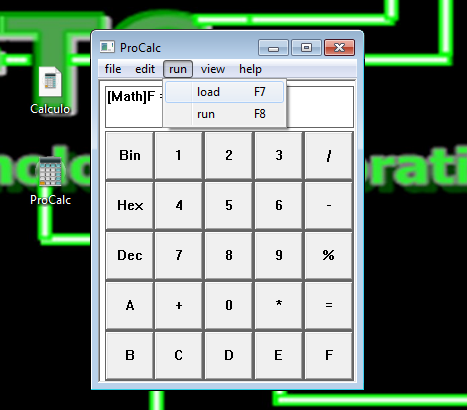 ProCalc
file edit run view help
load F7
run F8
[Math]F =
Calculo
ProCalc
Bin 1 2 3 /
Hex 4 5 6 -
Dec 7 8 9 %
A + 0 * =
B C D E F